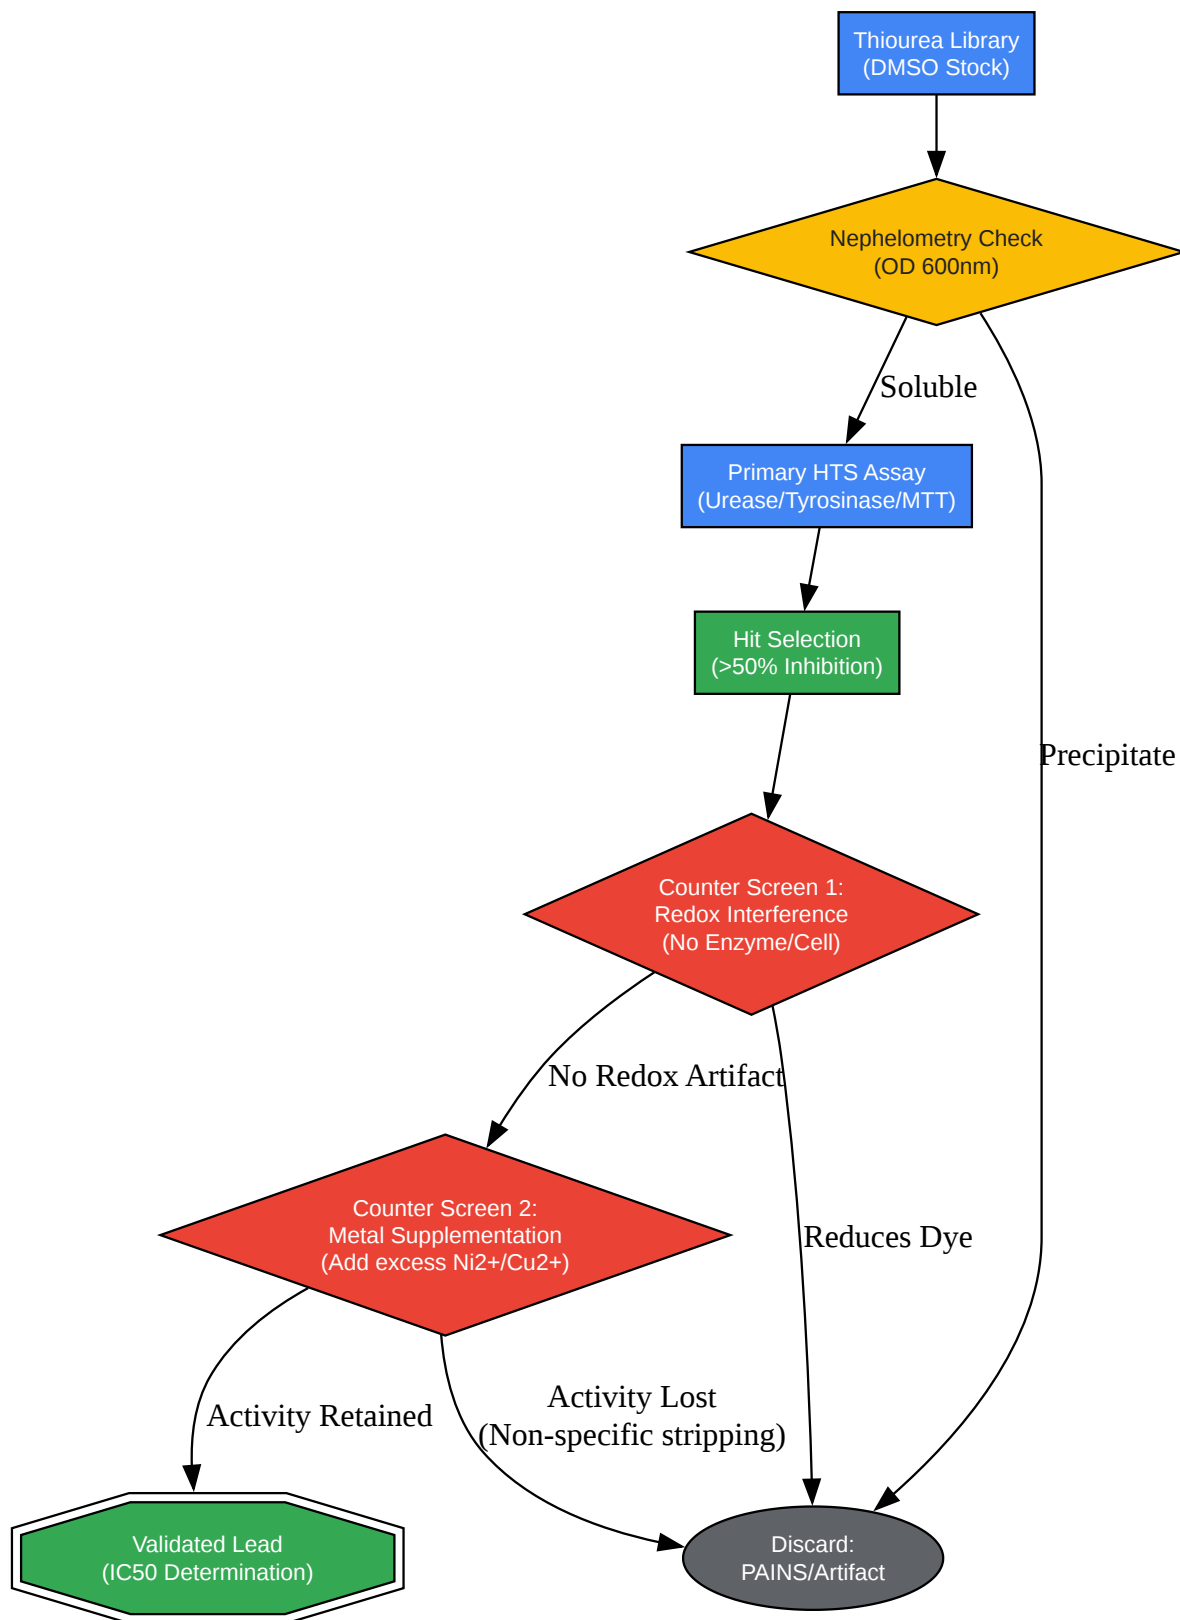 Thiourea Library
(DMSO Stock)
Nephelometry Check
(OD 600nm)
Soluble
Primary HTS Assay
(Urease/Tyrosinase/MTT)
Hit Selection
(>50% Inhibition)
Precipitate
Counter Screen 1:
Redox Interference
(No Enzyme/Cell)
No Redox Artifact
Counter Screen 2:
Metal Supplementation
(Add excess Ni2+/Cu2+)
Reduces Dye
Activity Retained
Activity Lost
(Non-specific stripping)
Validated Lead
(IC50 Determination)
Discard:
PAINS/Artifact